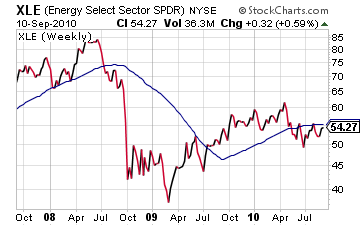 XLE (Energy Select Sector SPDR) NYSE © StockCharts.com
10-Sep-2010 Cl 54.27 Vol 36.3M Chg +0.32 (+0.59%)
XLE (Weekly)
85
80
75
70
65
60
54.27
50
45
40
Oct 08 Apr Jul Oct 09 Apr Jul Oct 10 Apr Jul